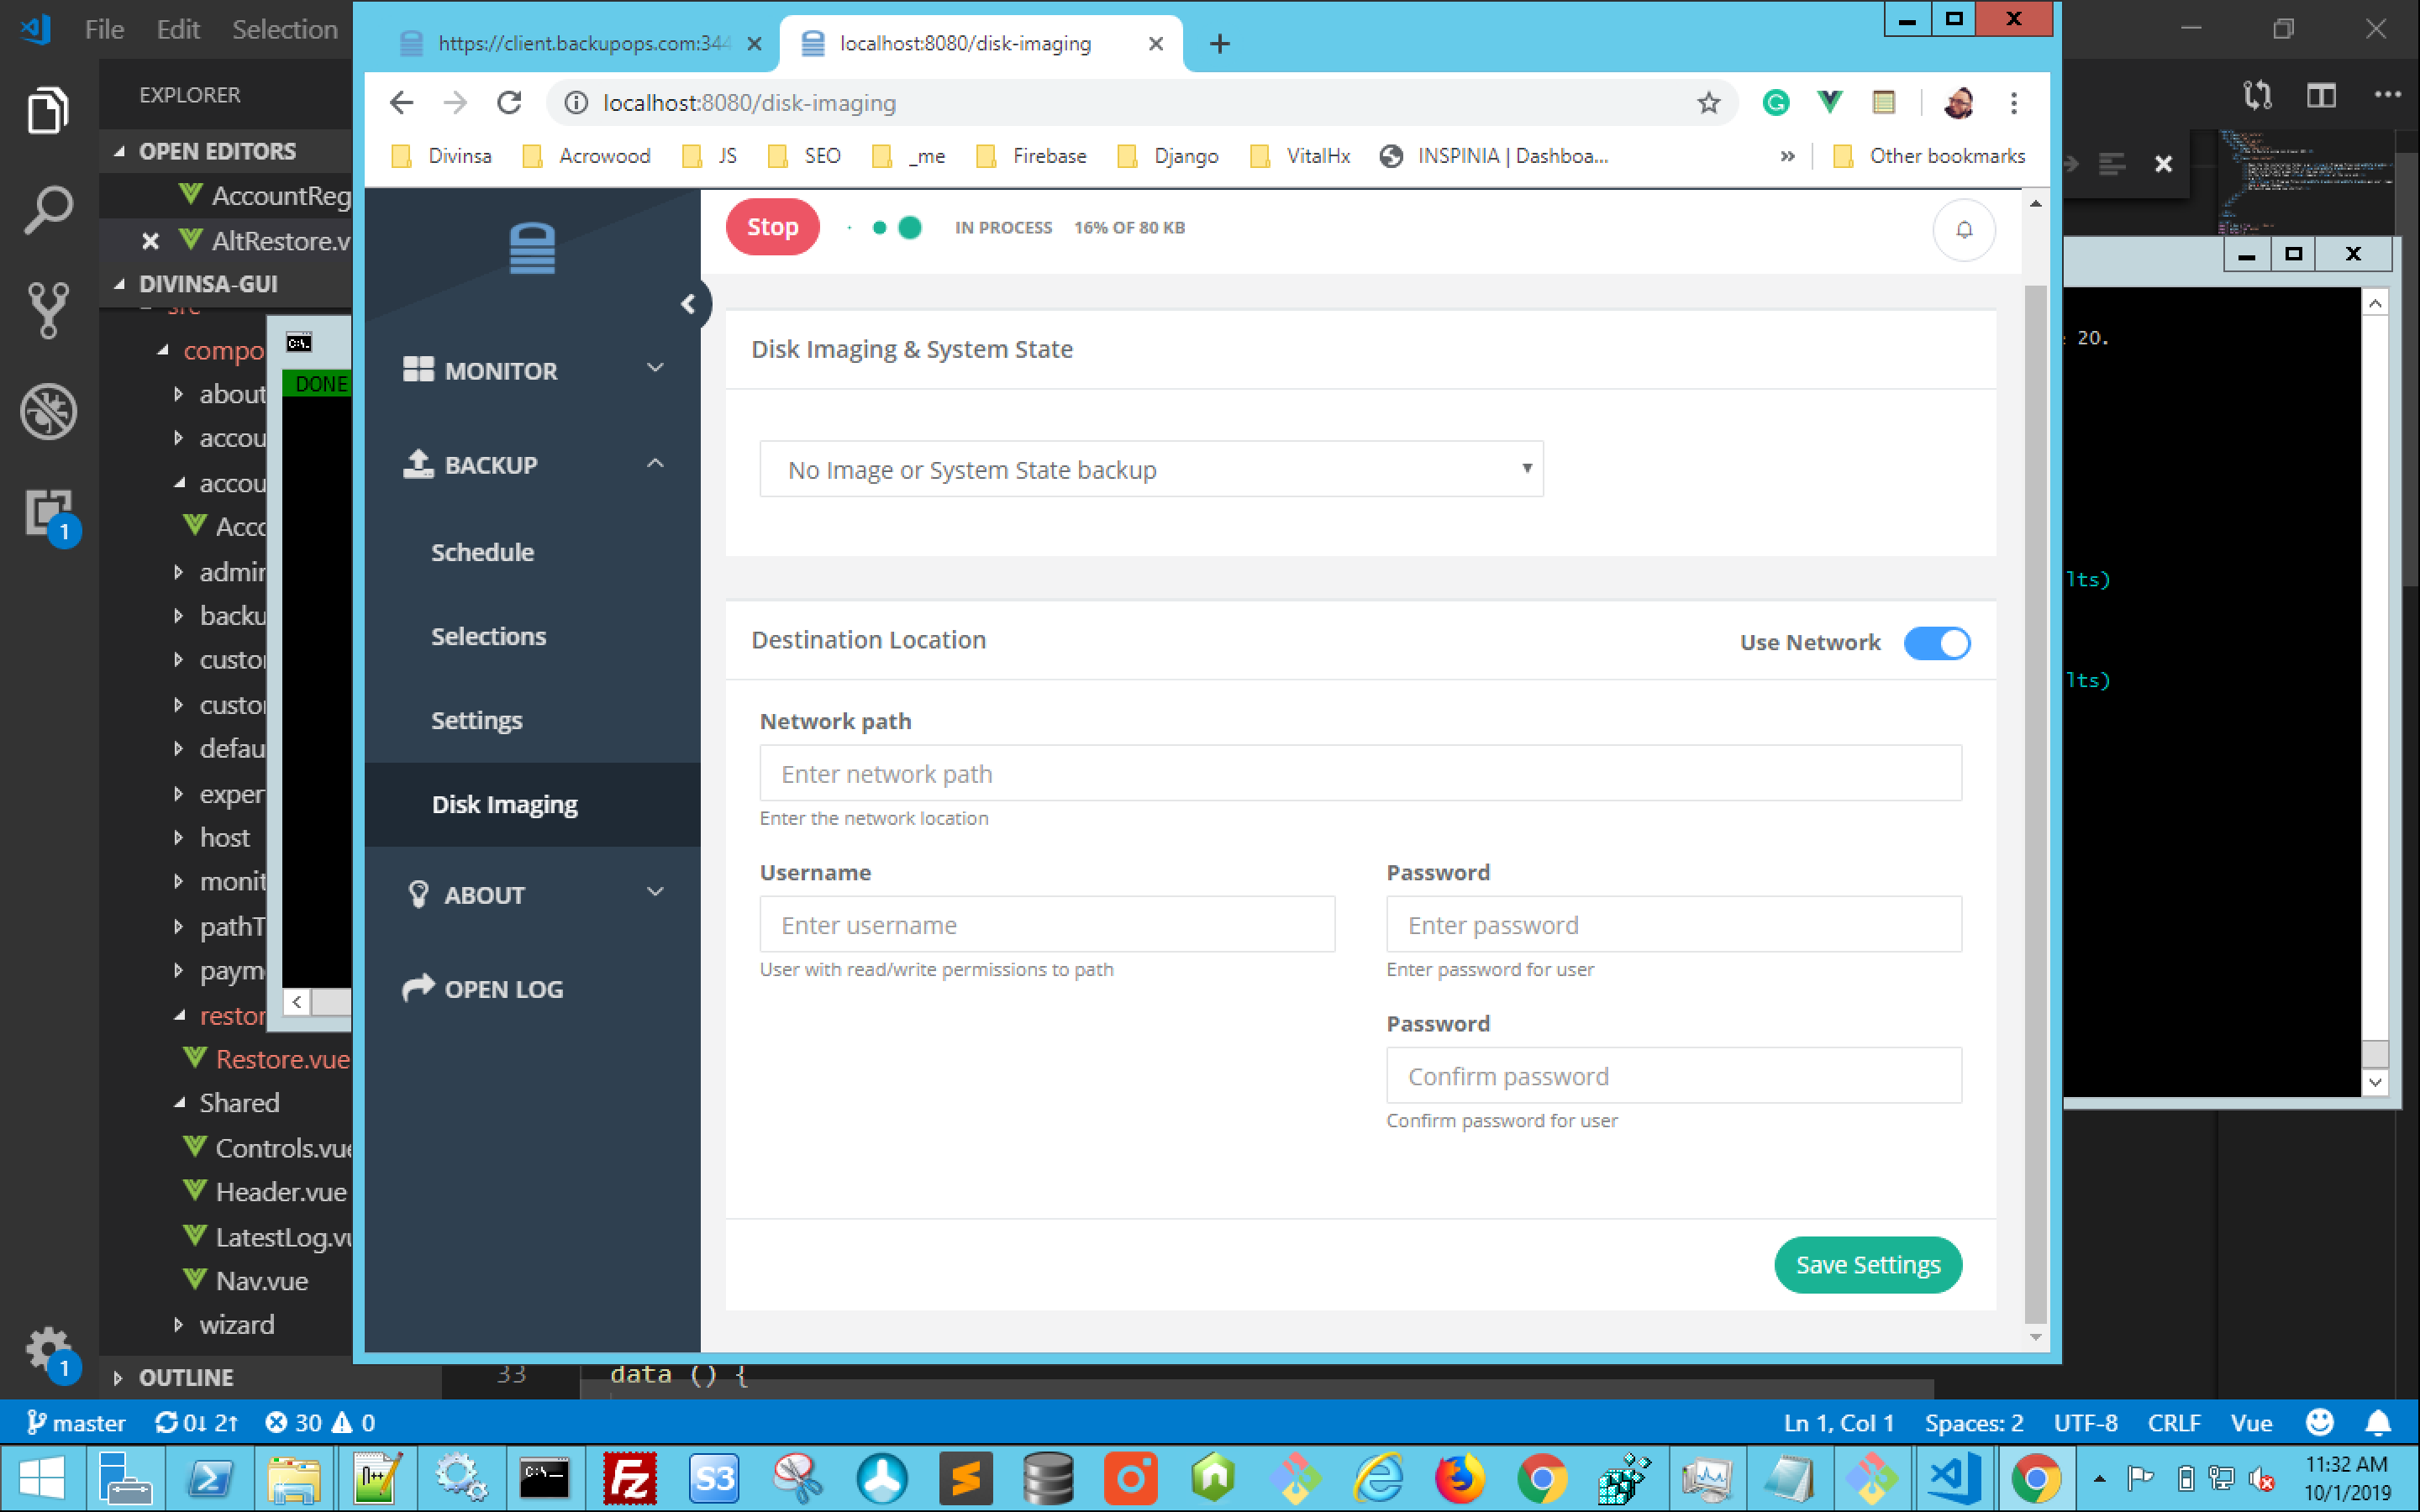 File Edit Selection
https://client.backupops.com:344
localhost:8080/disk-imaging
localhost:8080/disk-imaging
Divinsa Acrowood JS SEO _me Firebase Django VitalHx INSPINIA | Dashboa... » Other bookmarks
EXPLORER
OPEN EDITORS
AccountReg
AltRestore.v
DIVINSA-GUI
src
compo
about
accou
accou
Acco
admin
backu
custo
custo
defau
exper
host
monit
pathT
paym
restor
Restore.vue
Shared
Controls.vue
Header.vue
LatestLog.vu
Nav.vue
wizard
OUTLINE
1
1
C:\.
DONE
MONITOR
BACKUP
Schedule
Selections
Settings
Disk Imaging
ABOUT
OPEN LOG
Stop IN PROCESS 16% OF 80 KB
Disk Imaging & System State
No Image or System State backup
Destination Location Use Network
Network path
Enter network path
Enter the network location
Username Password
Enter username Enter password
User with read/write permissions to path Enter password for user
Password
Confirm password
Confirm password for user
Save Settings
20.
lts)
lts)
33 data () {
master 0↓ 2↑ 30 0 Ln 1, Col 1 Spaces: 2 UTF-8 CRLF Vue
11:32 AM
10/1/2019